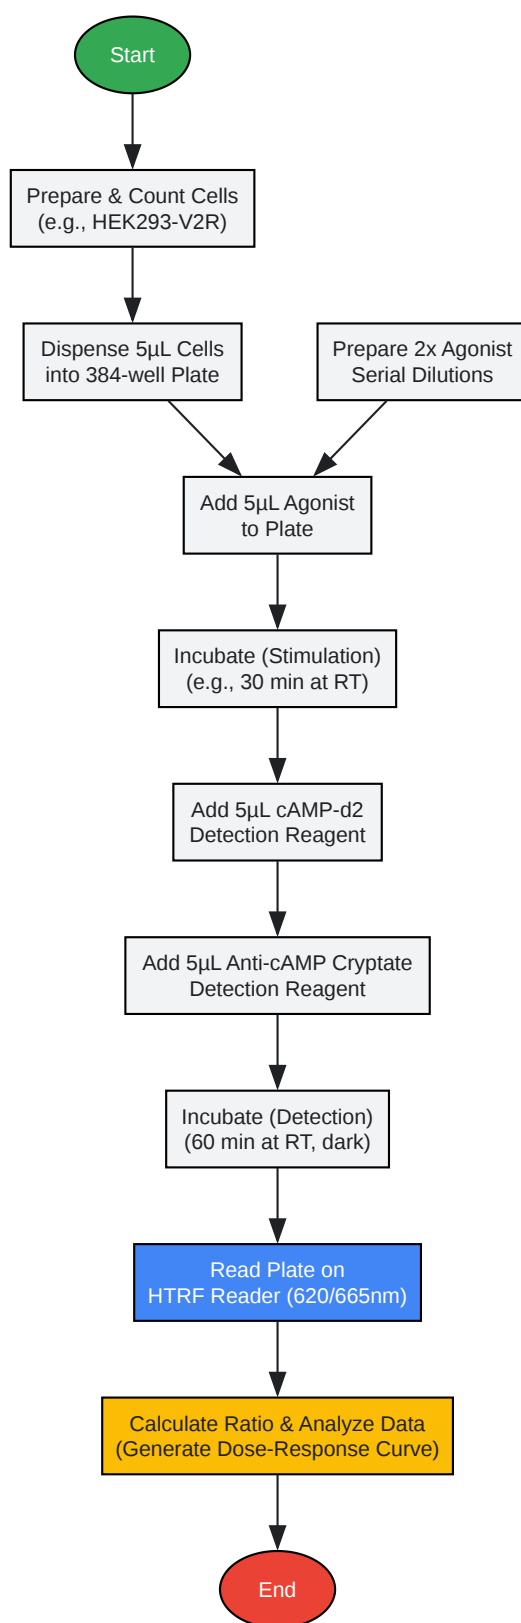 Start
Prepare & Count Cells
(e.g., HEK293-V2R)
Dispense 5µL Cells
into 384-well Plate
Prepare 2x Agonist
Serial Dilutions
Add 5µL Agonist
to Plate
Incubate (Stimulation)
(e.g., 30 min at RT)
Add 5µL cAMP-d2
Detection Reagent
Add 5µL Anti-cAMP Cryptate
Detection Reagent
Incubate (Detection)
(60 min at RT, dark)
Read Plate on
HTRF Reader (620/665nm)
Calculate Ratio & Analyze Data
(Generate Dose-Response Curve)
End